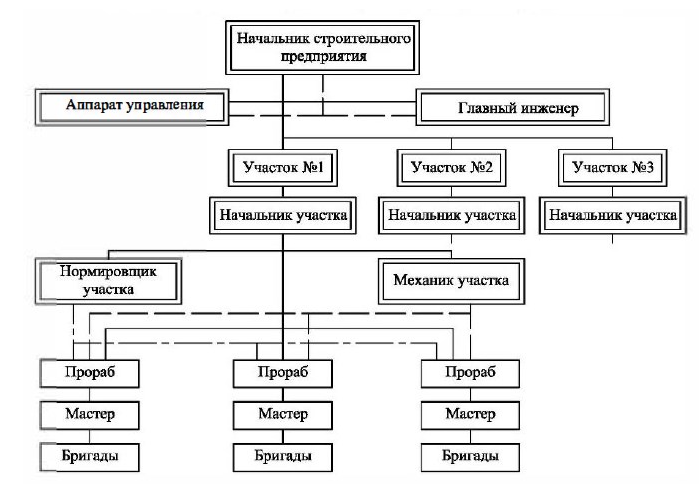 Начальник строительного
предприятия
Аппарат управления
Главный инженер
Участок №1
Участок №2
Участок №3
Начальник участка
Начальник участка
Начальник участка
Нормировщик
участка
Механик участка
Прораб
Прораб
Прораб
Мастер
Мастер
Мастер
Бригады
Бригады
Бригады